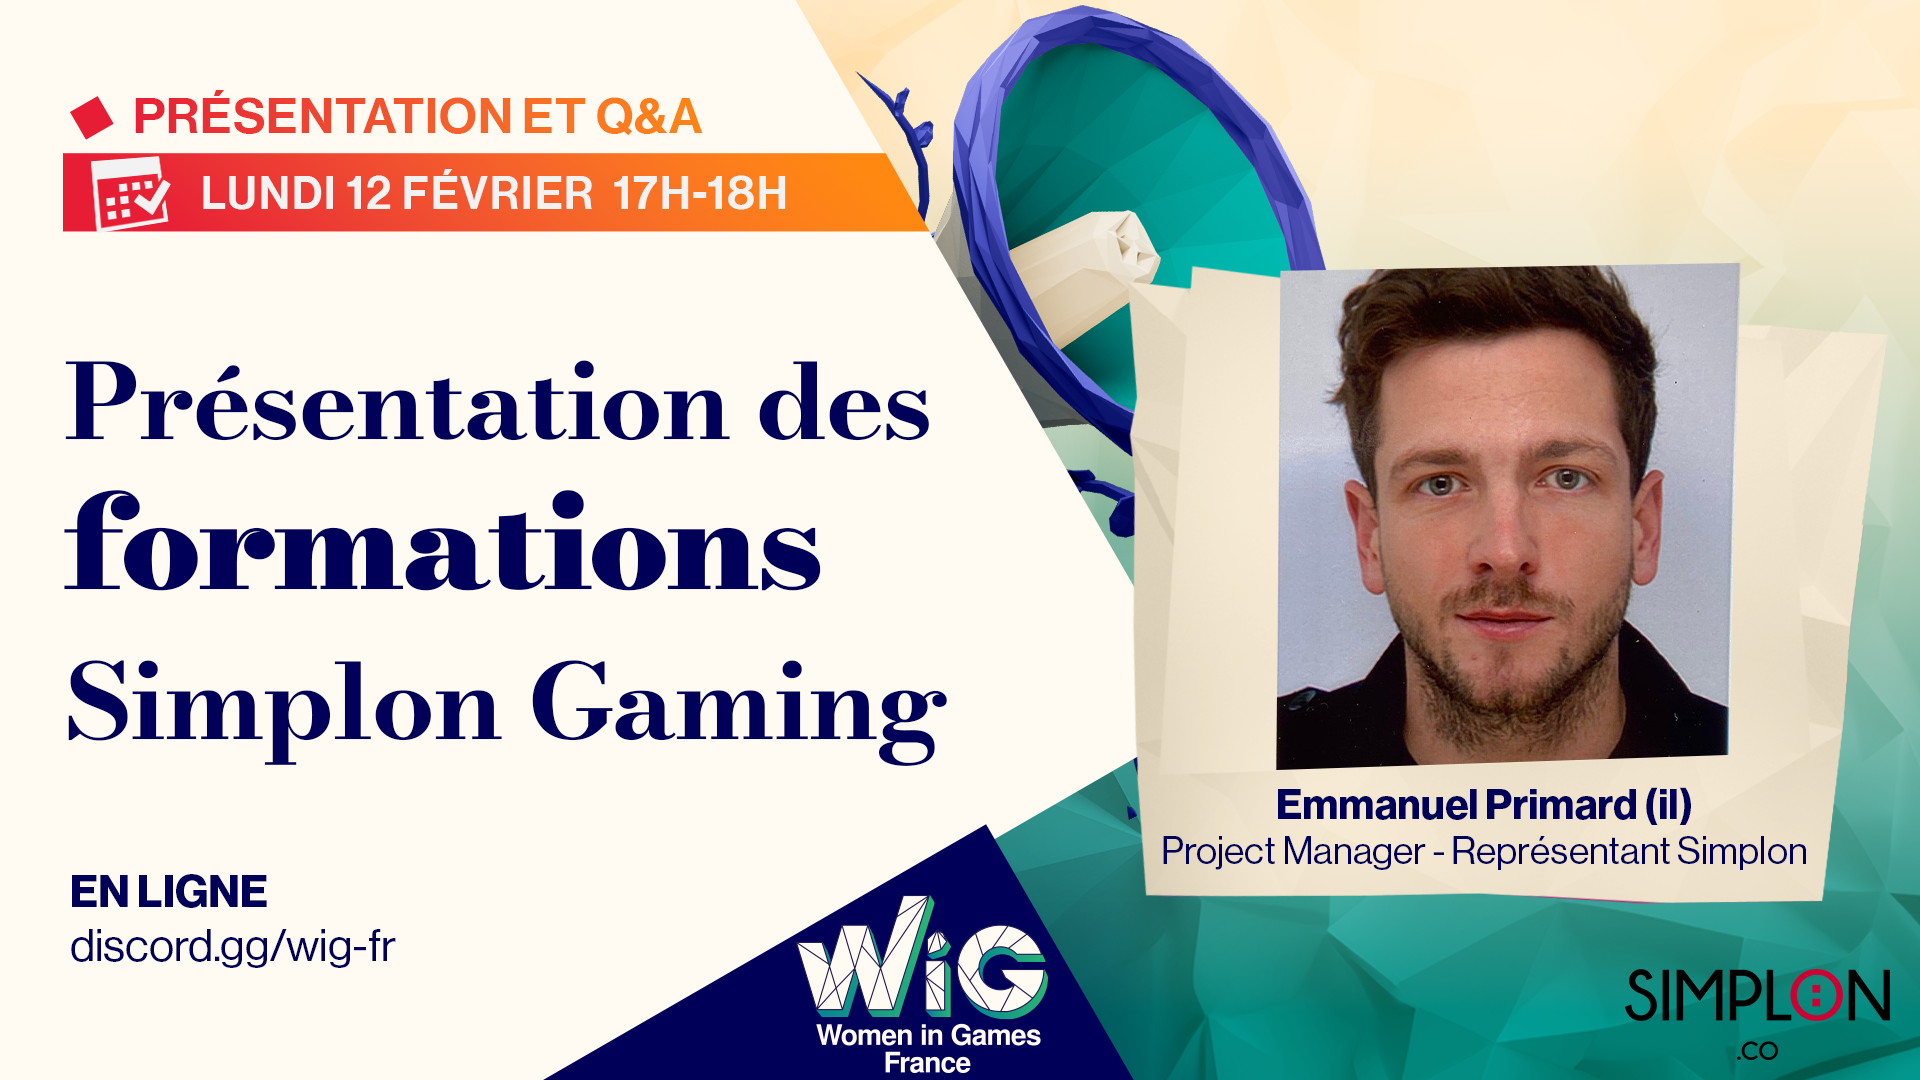 PRÉSENTATION ET Q&A
LUNDI 12 FÉVRIER 17H-18H
Présentation des
formations
Simplon Gaming
EN LIGNE
discord.gg/wig-fr
WiG
Women in Games
France
Emmanuel Primard (il)
Project Manager - Représentant Simplon
SIMPLON
.CO